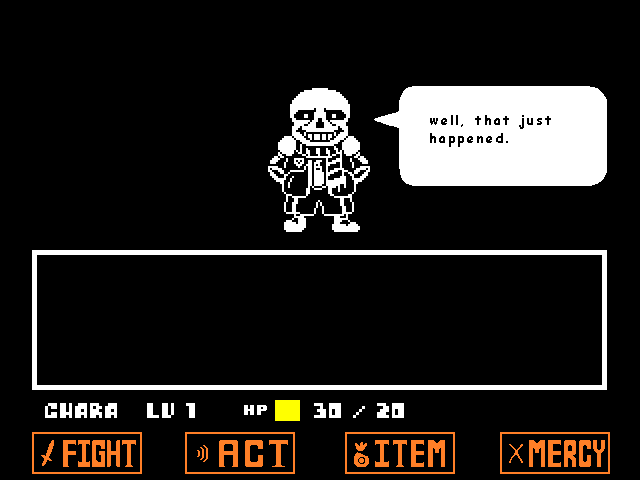 well, that just
happened.
CHARA LV 1 HP 30 / 20
FIGHT ACT ITEM MERCY